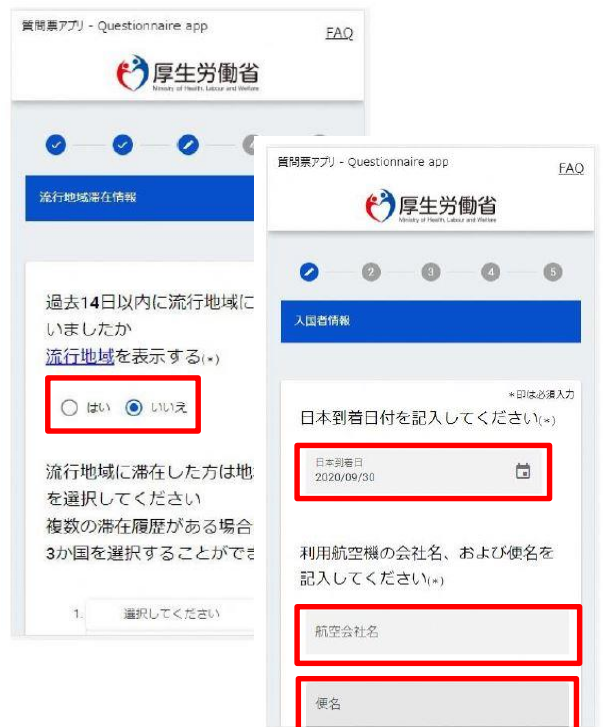 質問票アプリ - Questionnaire app
FAQ
厚生労働省
Ministry of Health, Labour and Welfare
流行地域滞在情報
過去14日以内に流行地域に
いましたか
流行地域を表示する(*)
はい いいえ
流行地域に滞在した方は地
を選択してください
複数の滞在履歴がある場合
3か国を選択することができ
1. 選択してください
質問票アプリ - Questionnaire app
FAQ
厚生労働省
Ministry of Health, Labour and Welfare
2 3 4 5
入国者情報
*印は必須入力
日本到着日付を記入してください(*)
日本到着日
2020/09/30
利用航空機の会社名、および便名を
記入してください(*)
航空会社名
便名